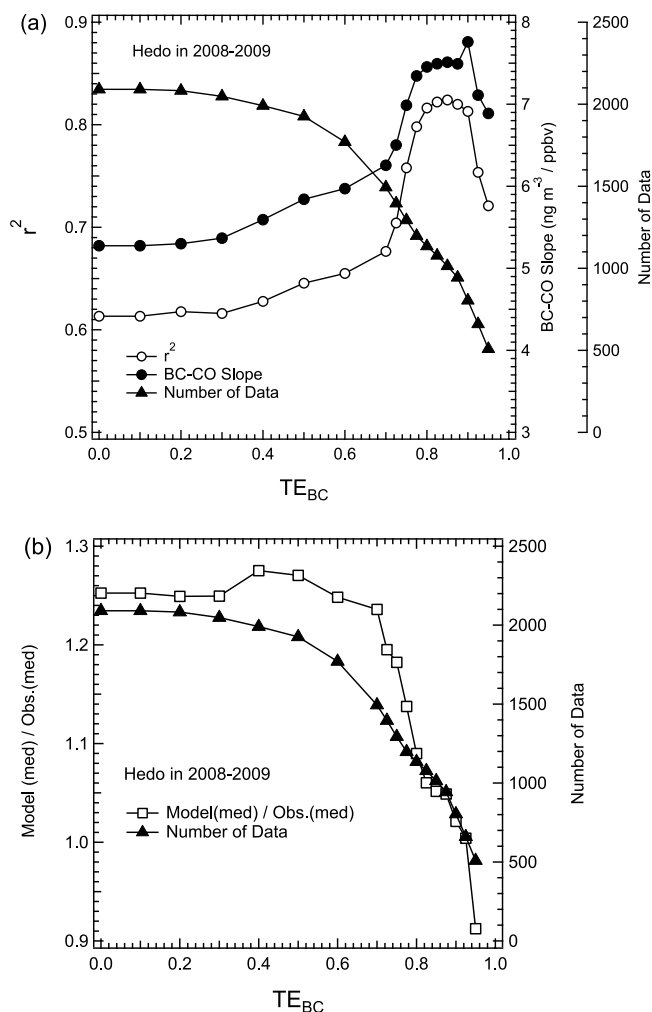 (a)
Hedo in 2008-2009
r²
BC-CO Slope
Number of Data
0.9
0.8
0.7
0.6
0.5
r²
8
7
6
5
4
3
BC-CO Slope (ng m⁻³ / ppbv)
2500
2000
1500
1000
500
0
Number of Data
0.0 0.2 0.4 0.6 0.8 1.0
TE_BC
(b)
1.3
1.2
1.1
1.0
0.9
Model (med) / Obs.(med)
Hedo in 2008-2009
Model(med) / Obs.(med)
Number of Data
2500
2000
1500
1000
500
0
Number of Data
0.0 0.2 0.4 0.6 0.8 1.0
TE_BC